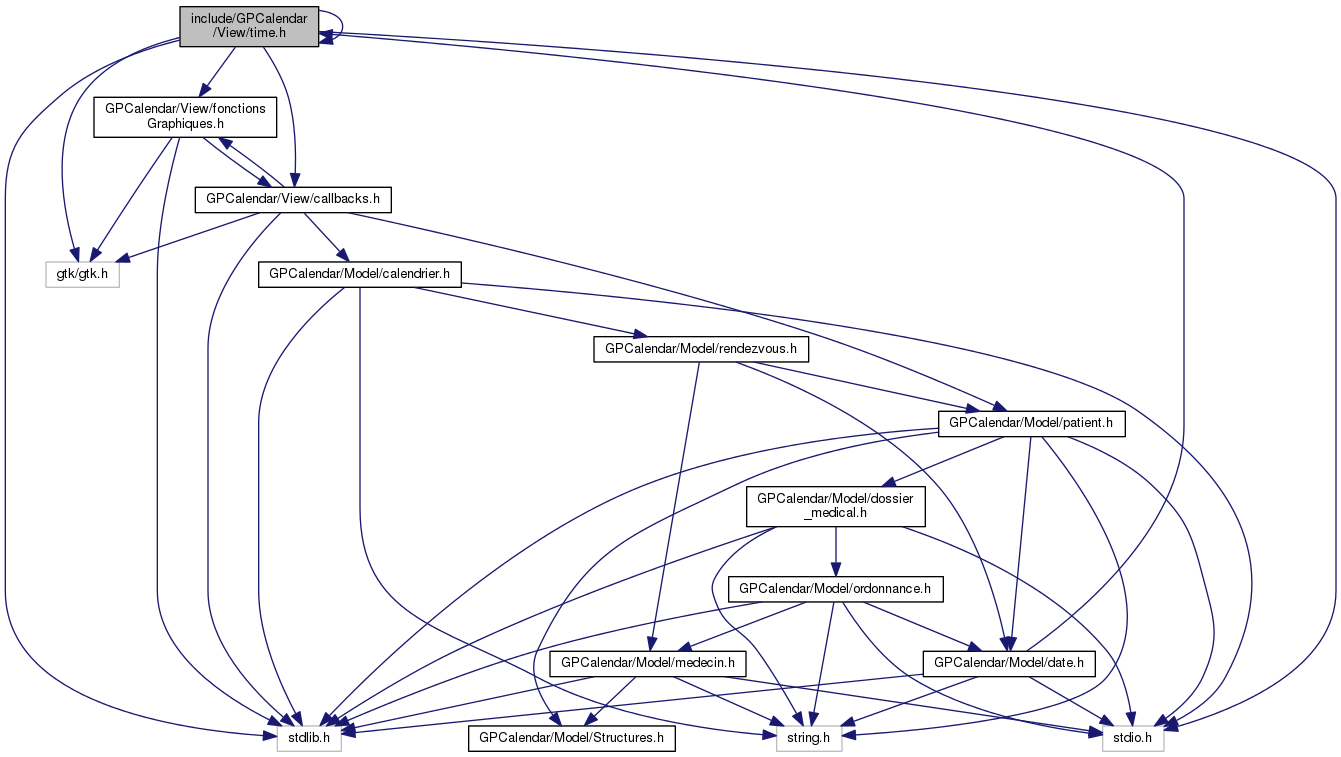 include/GPCalendar
/View/time.h
GPCalendar/View/fonctions
Graphiques.h
GPCalendar/View/callbacks.h
gtk/gtk.h
GPCalendar/Model/calendrier.h
GPCalendar/Model/rendezvous.h
GPCalendar/Model/patient.h
GPCalendar/Model/dossier
_medical.h
GPCalendar/Model/ordonnance.h
GPCalendar/Model/medecin.h
GPCalendar/Model/date.h
stdlib.h
GPCalendar/Model/Structures.h
string.h
stdio.h